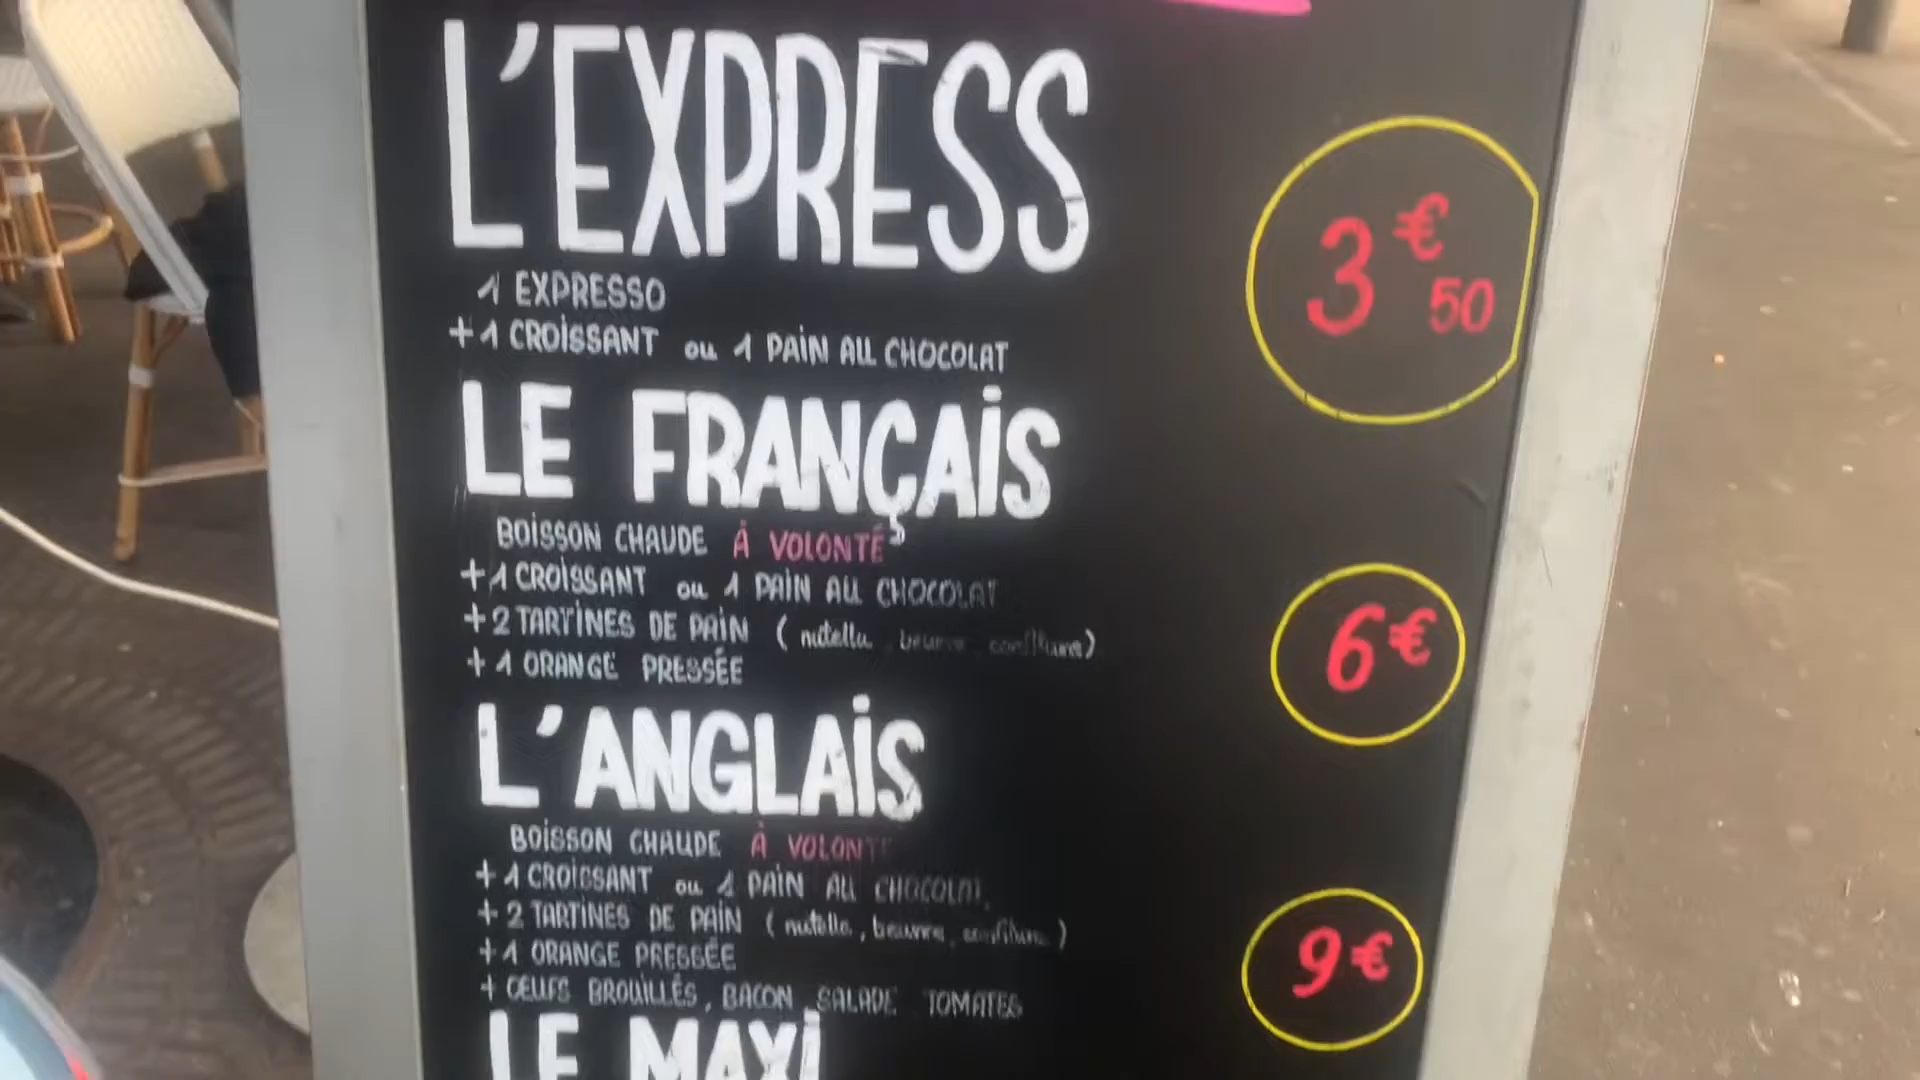 L'EXPRESS
3€50
1 EXPRESSO
+1 CROISSANT ou 1 PAIN AU CHOCOLAT
LE FRANÇAIS
BOISSON CHAUDE À VOLONTÉ
+1 CROISSANT ou 1 PAIN AU CHOCOLAT
+2 TARTINES DE PAIN (nutella, beurre, confiture)
+1 ORANGE PRESSÉE
6€
L'ANGLAIS
BOISSON CHAUDE À VOLONTÉ
+1 CROISSANT ou 1 PAIN AU CHOCOLAT
+2 TARTINES DE PAIN (nutella, beurre, confiture)
+1 ORANGE PRESSÉE
+ OEUFS BROUILLÉS, BACON, SALADE TOMATES
9€
LE MAXI